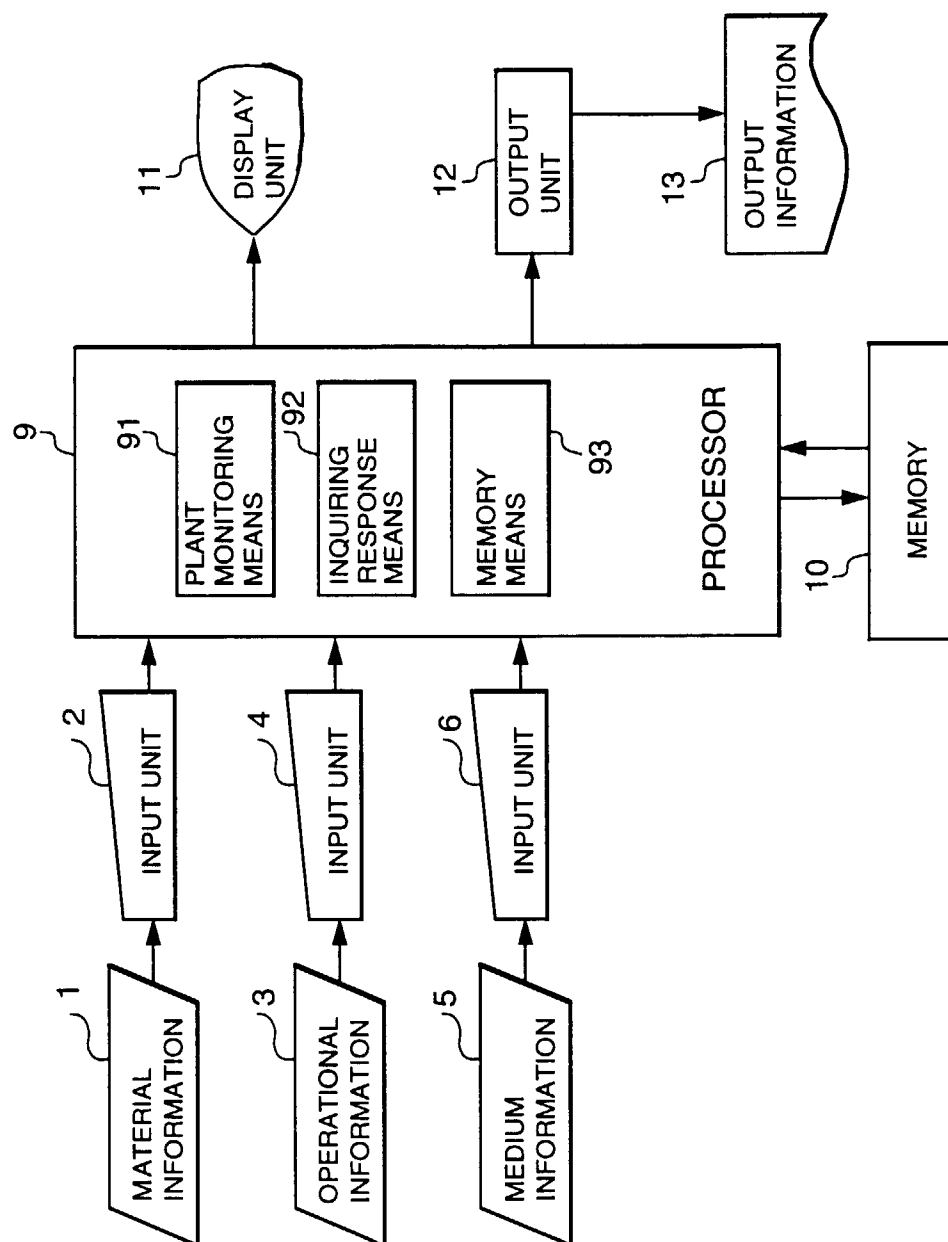 1
MATERIAL
INFORMATION
2
INPUT UNIT
3
OPERATIONAL
INFORMATION
4
INPUT UNIT
5
MEDIUM
INFORMATION
6
INPUT UNIT
9
91
PLANT
MONITORING
MEANS
92
INQUIRING
RESPONSE
MEANS
MEMORY
MEANS
93
PROCESSOR
10
MEMORY
11
DISPLAY
UNIT
12
OUTPUT
UNIT
13
OUTPUT
INFORMATION